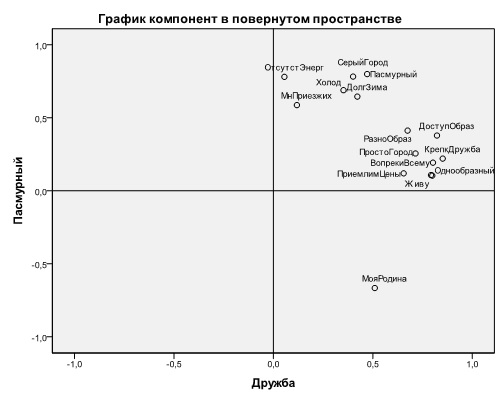 График компонент в повернутом пространстве
1,0
0,5
0,0
-0,5
-1,0
Пасмурный
ОтсутстЭнерг
СерыйГород
Пасмурный
Холод
ДолгЗима
МнПриезжих
ДоступОбраз
РазноОбраз
КрепкДружба
ПростоГород
ВопрекиВсему
Однообразный
ПриемлимЦены
Живу
МояРодина
-1,0
-0,5
0,0
0,5
1,0
Дружба